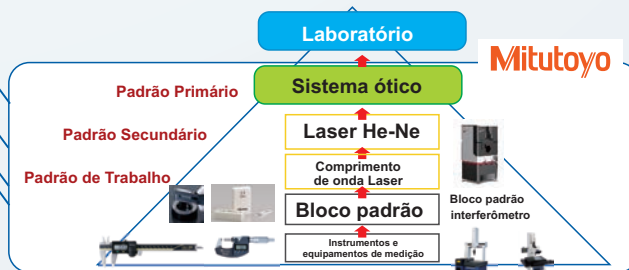 Laboratório
Mitutoyo
Sistema ótico
Padrão Primário
Laser He-Ne
Padrão Secundário
Comprimento
de onda Laser
Padrão de Trabalho
Bloco padrão
Bloco padrão
interferômetro
Instrumentos e
equipamentos de medição